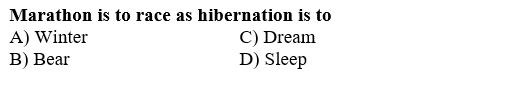 Marathon is to race as hibernation is to
A) Winter C) Dream
B) Bear D) Sleep